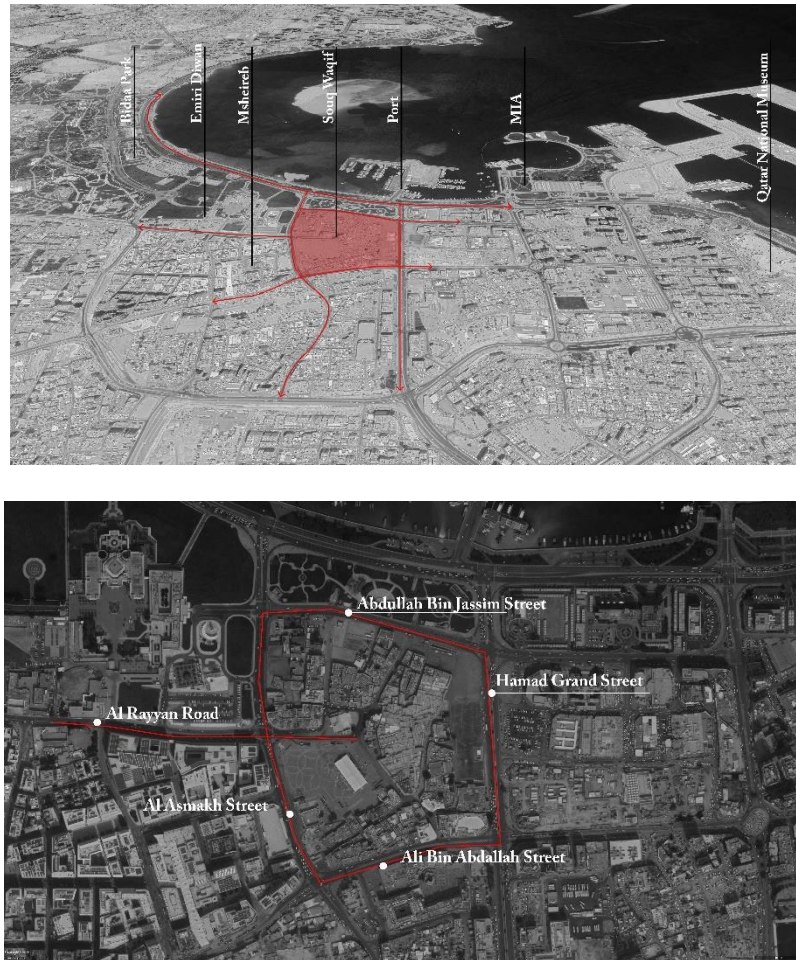 Bidaa Park
Emiri Diwan
Msheireb
Souq Waqif
Port
MIA
Qatar National Museum
Abdullah Bin Jassim Street
Hamad Grand Street
Al Rayyan Road
Al Asmakh Street
Ali Bin Abdallah Street